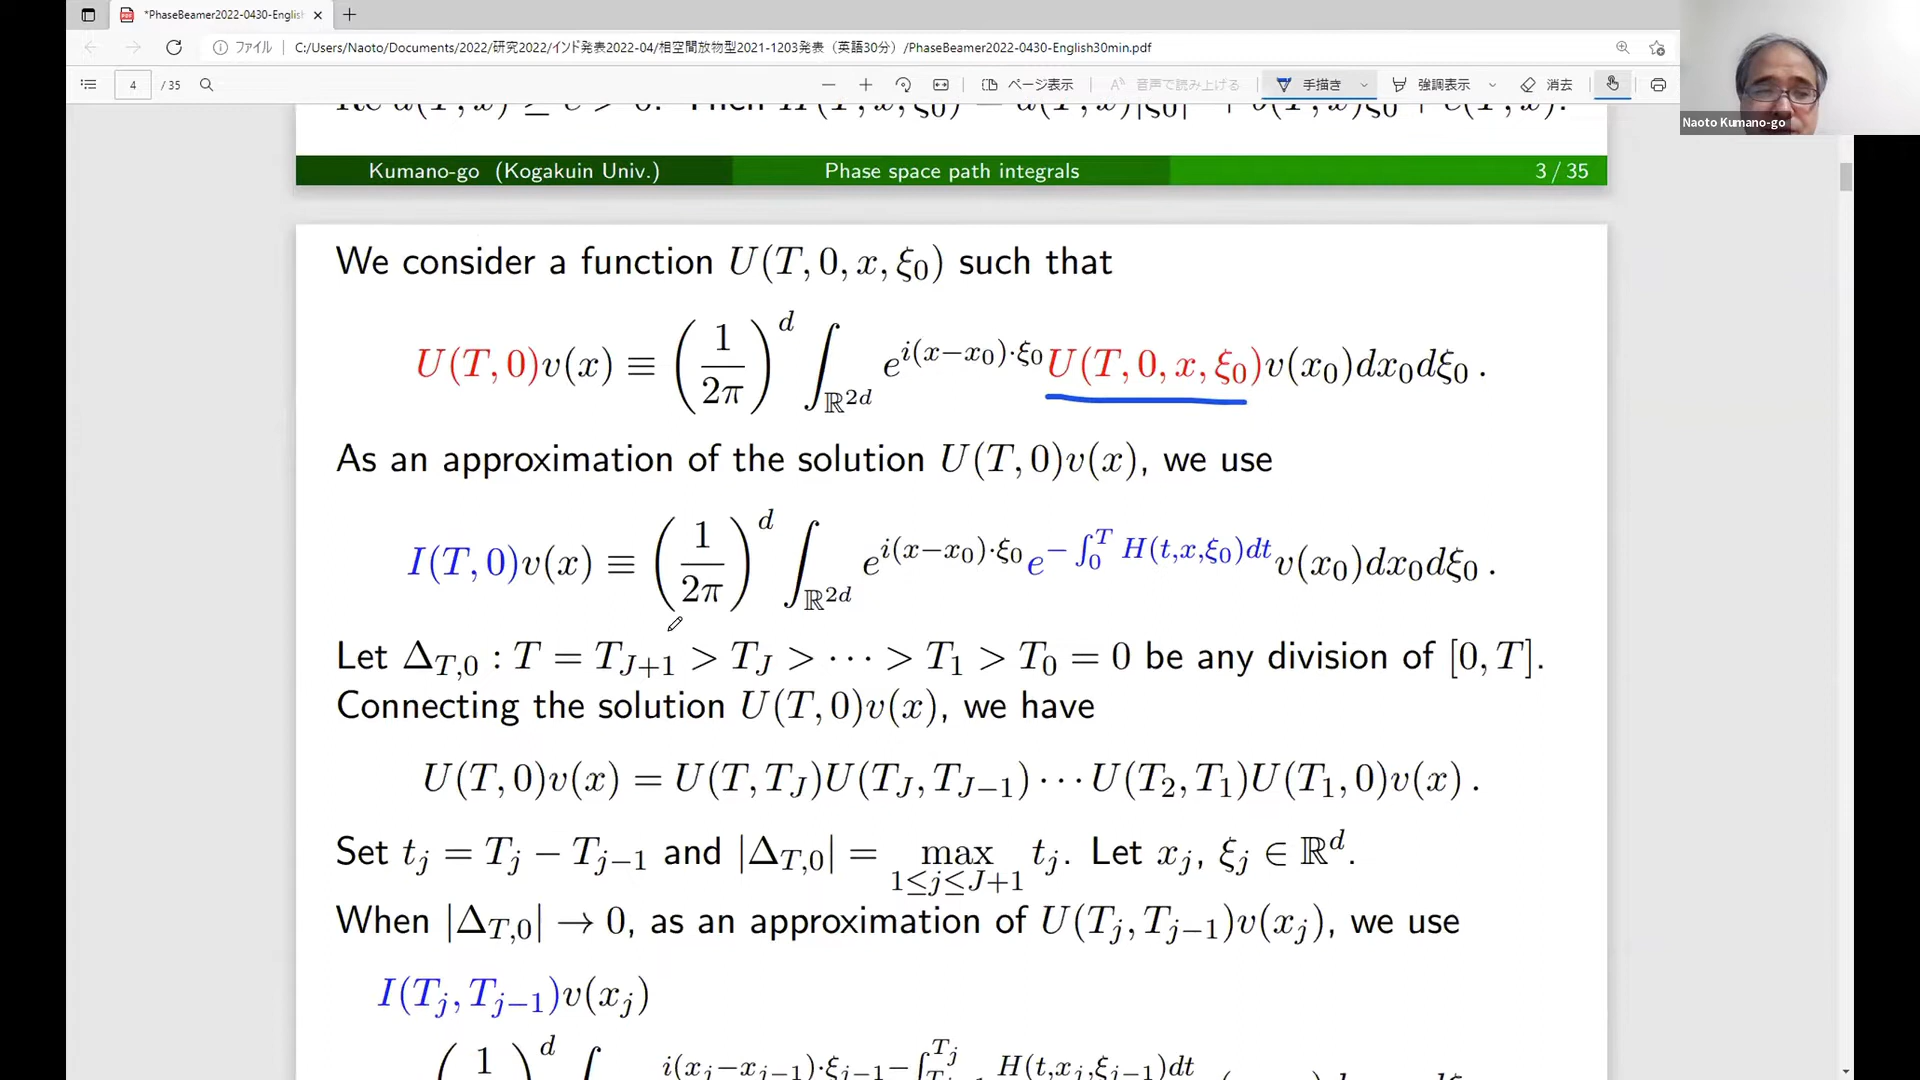 *PhaseBeamer2022-0430-English
ファイル C:/Users/Naoto/Documents/2022/研究2022/インド発表2022-04/相空間放物型2021-1203発表（英語30分）/PhaseBeamer2022-0430-English30min.pdf
4 / 35 ページ表示 音声で読み上げる 手描き 強調表示 消去
Naoto Kumano-go
Kumano-go (Kogakuin Univ.) Phase space path integrals 3 / 35
We consider a function U(T, 0, x, ξ₀) such that
U(T, 0)v(x) ≡ (1/2π)^d ∫_{ℝ^{2d}} e^{i(x−x₀)·ξ₀} U(T, 0, x, ξ₀)v(x₀)dx₀dξ₀ .
As an approximation of the solution U(T, 0)v(x), we use
I(T, 0)v(x) ≡ (1/2π)^d ∫_{ℝ^{2d}} e^{i(x−x₀)·ξ₀} e^{−∫_0^T H(t,x,ξ₀)dt} v(x₀)dx₀dξ₀ .
Let Δ_{T,0} : T = T_{J+1} > T_J > ⋯ > T₁ > T₀ = 0 be any division of [0, T].
Connecting the solution U(T, 0)v(x), we have
U(T, 0)v(x) = U(T, T_J)U(T_J, T_{J−1}) ⋯ U(T₂, T₁)U(T₁, 0)v(x) .
Set t_j = T_j − T_{j−1} and |Δ_{T,0}| = max_{1≤j≤J+1} t_j. Let x_j, ξ_j ∈ ℝ^d.
When |Δ_{T,0}| → 0, as an approximation of U(T_j, T_{j−1})v(x_j), we use
I(T_j, T_{j−1})v(x_j)